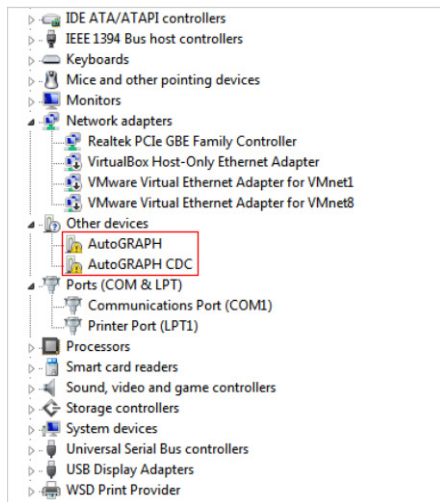 IDE ATA/ATAPI controllers
IEEE 1394 Bus host controllers
Keyboards
Mice and other pointing devices
Monitors
Network adapters
Realtek PCIe GBE Family Controller
VirtualBox Host-Only Ethernet Adapter
VMware Virtual Ethernet Adapter for VMnet1
VMware Virtual Ethernet Adapter for VMnet8
Other devices
AutoGRAPH
AutoGRAPH CDC
Ports (COM & LPT)
Communications Port (COM1)
Printer Port (LPT1)
Processors
Smart card readers
Sound, video and game controllers
Storage controllers
System devices
Universal Serial Bus controllers
USB Display Adapters
WSD Print Provider